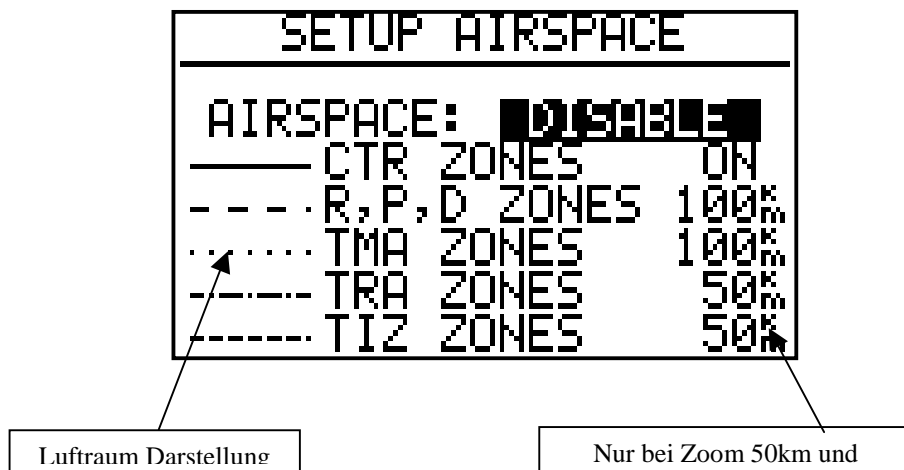 SETUP AIRSPACE
AIRSPACE: DISABLE
CTR ZONES ON
R,P,D ZONES 100km
TMA ZONES 100km
TRA ZONES 50km
TIZ ZONES 50km
Luftraum Darstellung
Nur bei Zoom 50km und